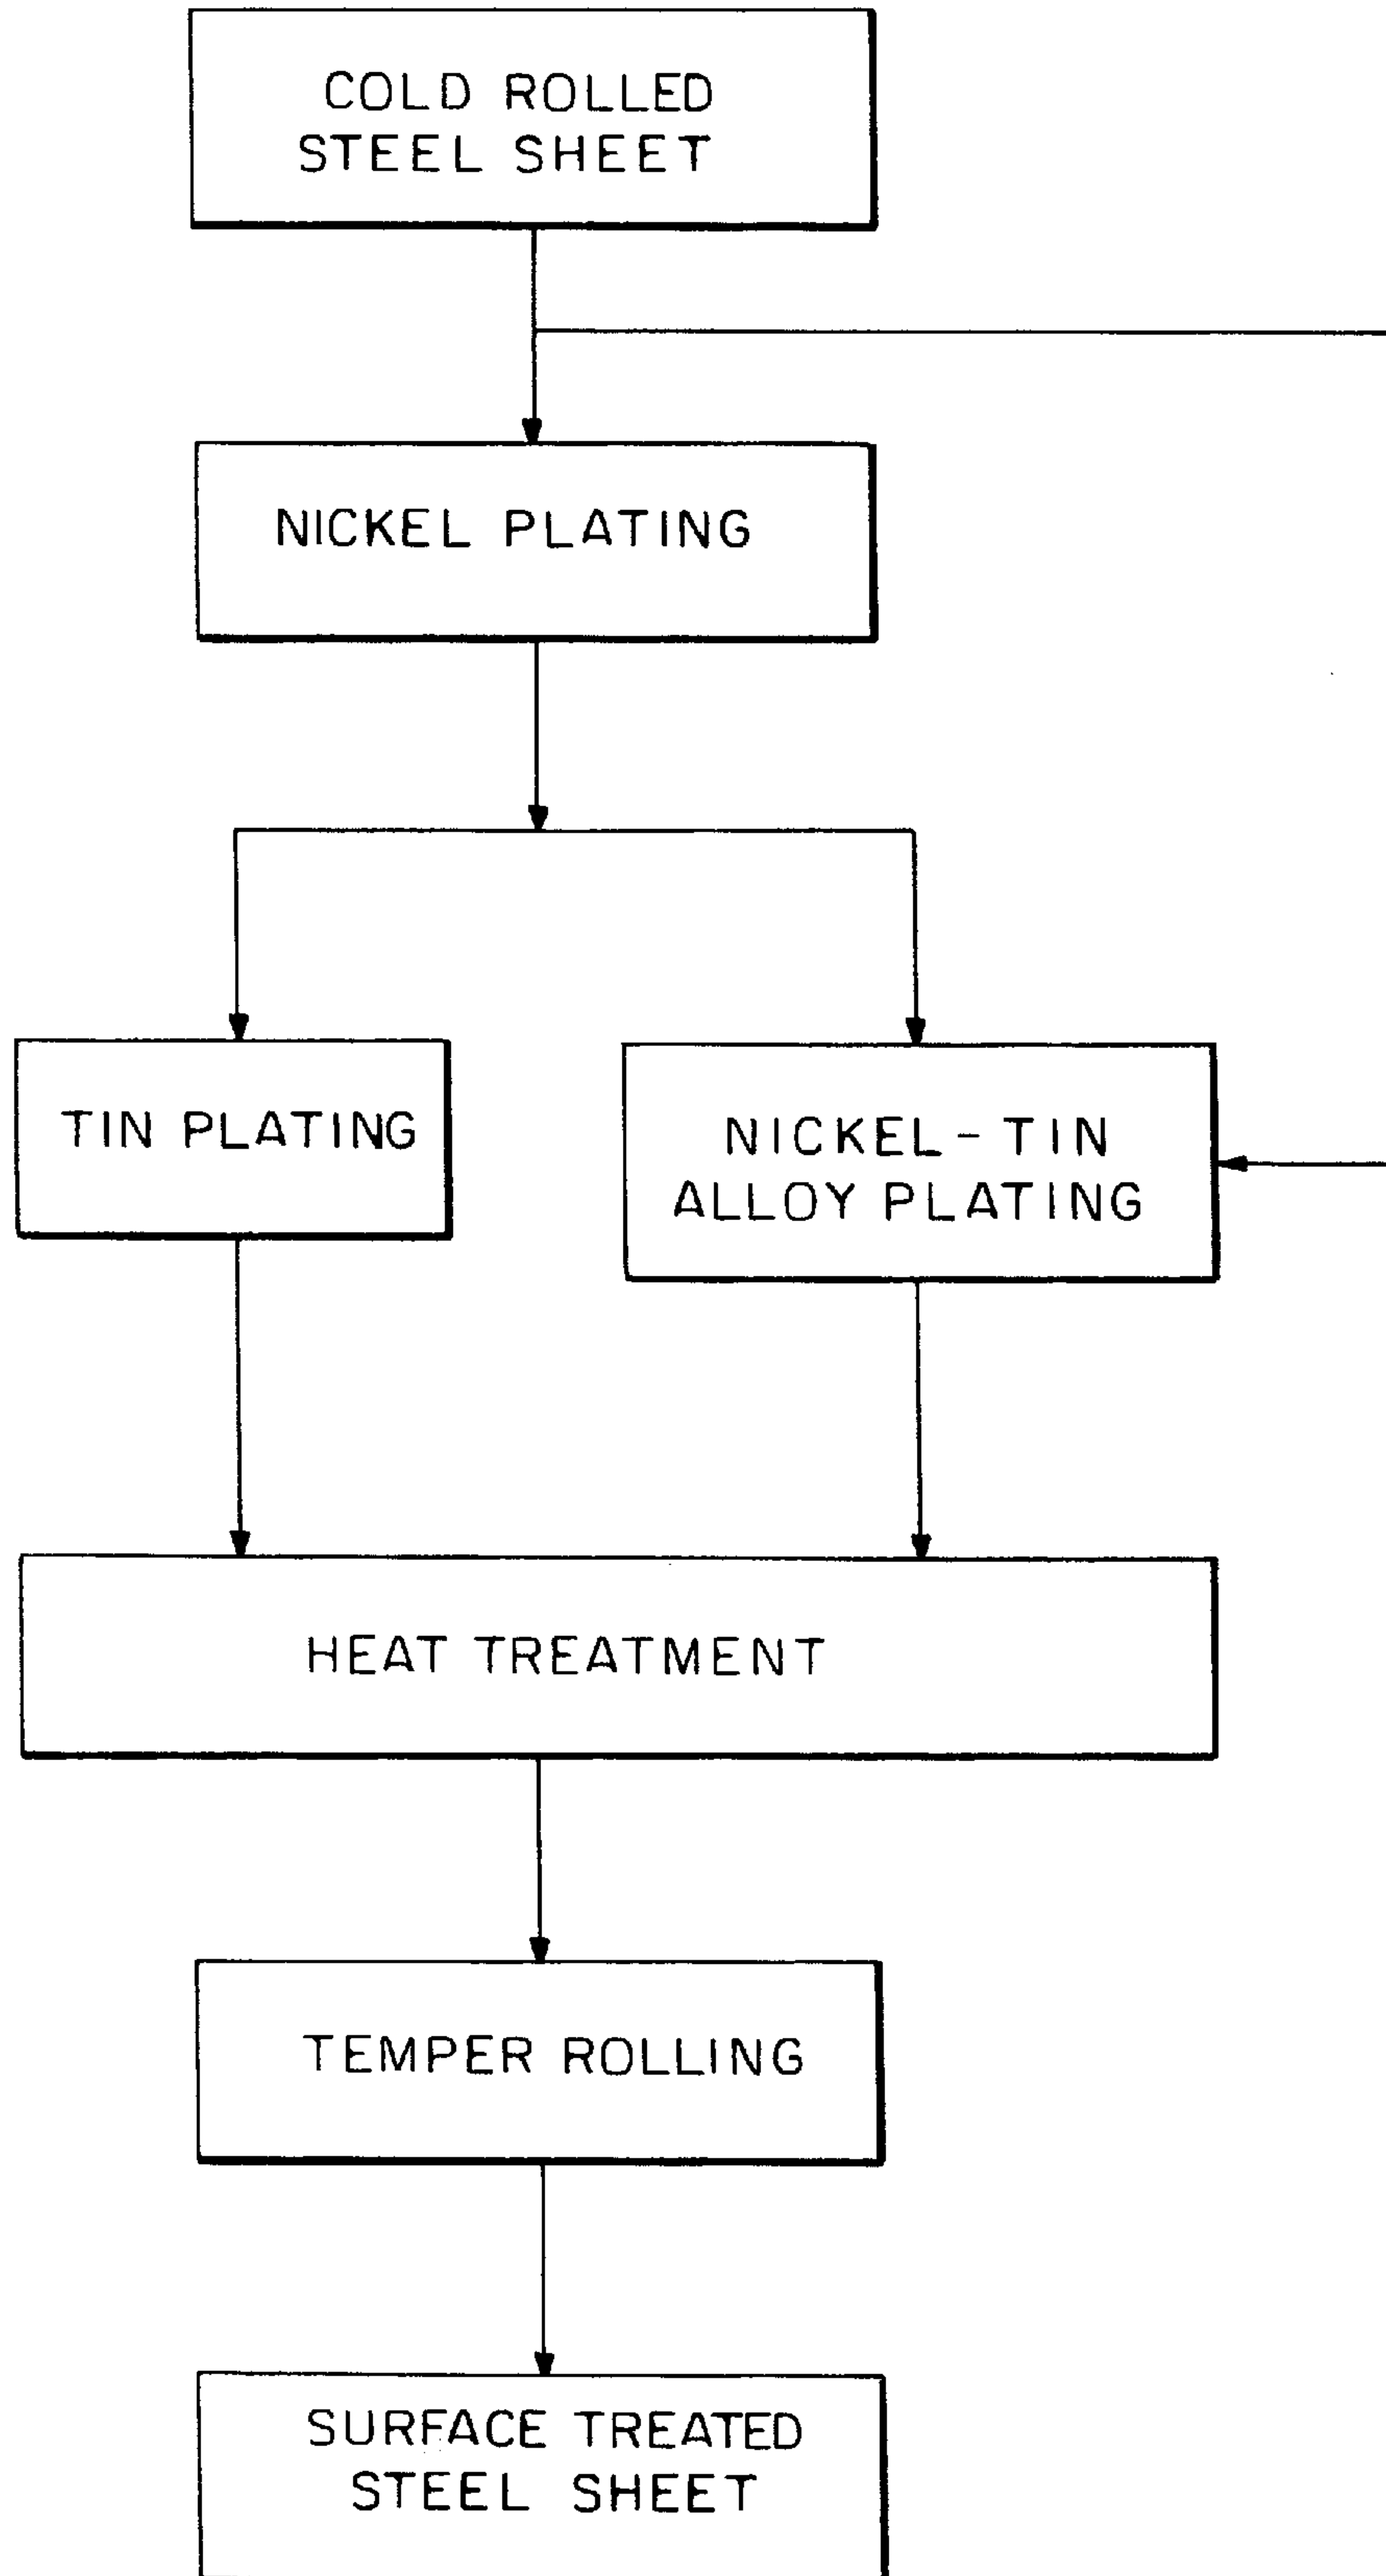 COLD ROLLED
STEEL SHEET
NICKEL PLATING
TIN PLATING
NICKEL-TIN
ALLOY PLATING
HEAT TREATMENT
TEMPER ROLLING
SURFACE TREATED
STEEL SHEET